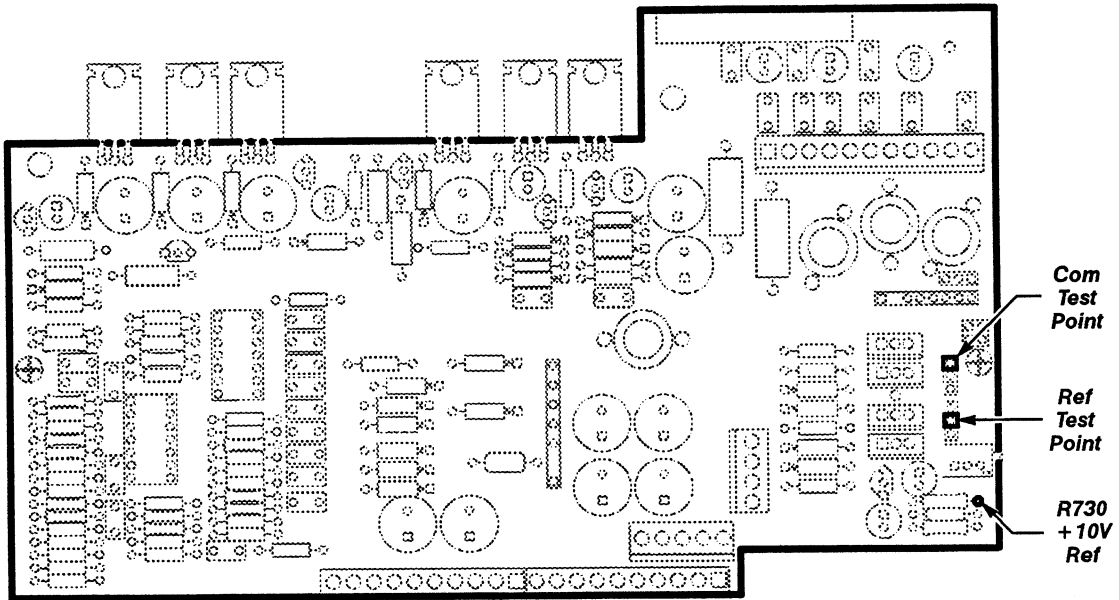 Com
Test
Point
Ref
Test
Point
R730
+10V
Ref